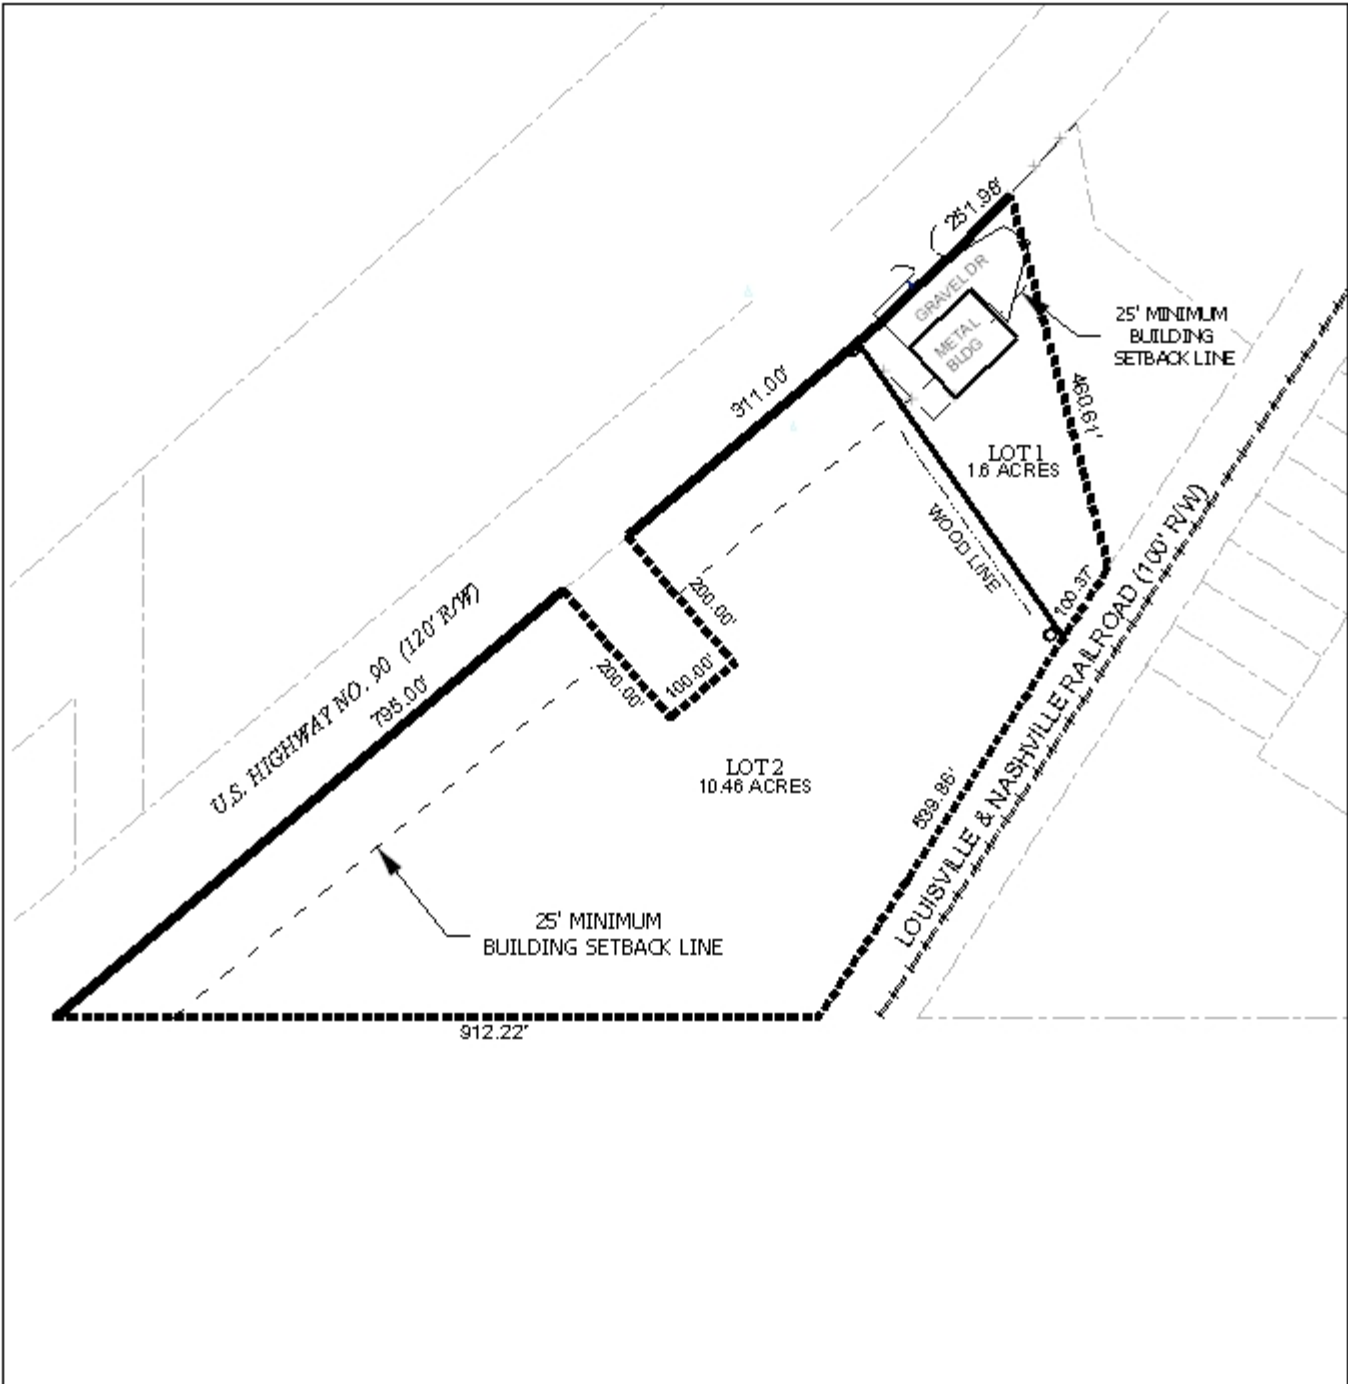 251.98'
GRAVEL DR
METAL
BLDG
25' MINIMUM
BUILDING
SETBACK LINE
460.61'
311.00'
LOT 1
1.6 ACRES
WOOD LINE
100.37'
200.00'
200.00'
100.00'
U.S. HIGHWAY NO. 90 (120' R/W)
795.00'
LOT 2
10.46 ACRES
539.86'
LOUISVILLE & NASHVILLE RAILROAD (100' R/W)
25' MINIMUM
BUILDING SETBACK LINE
912.22'